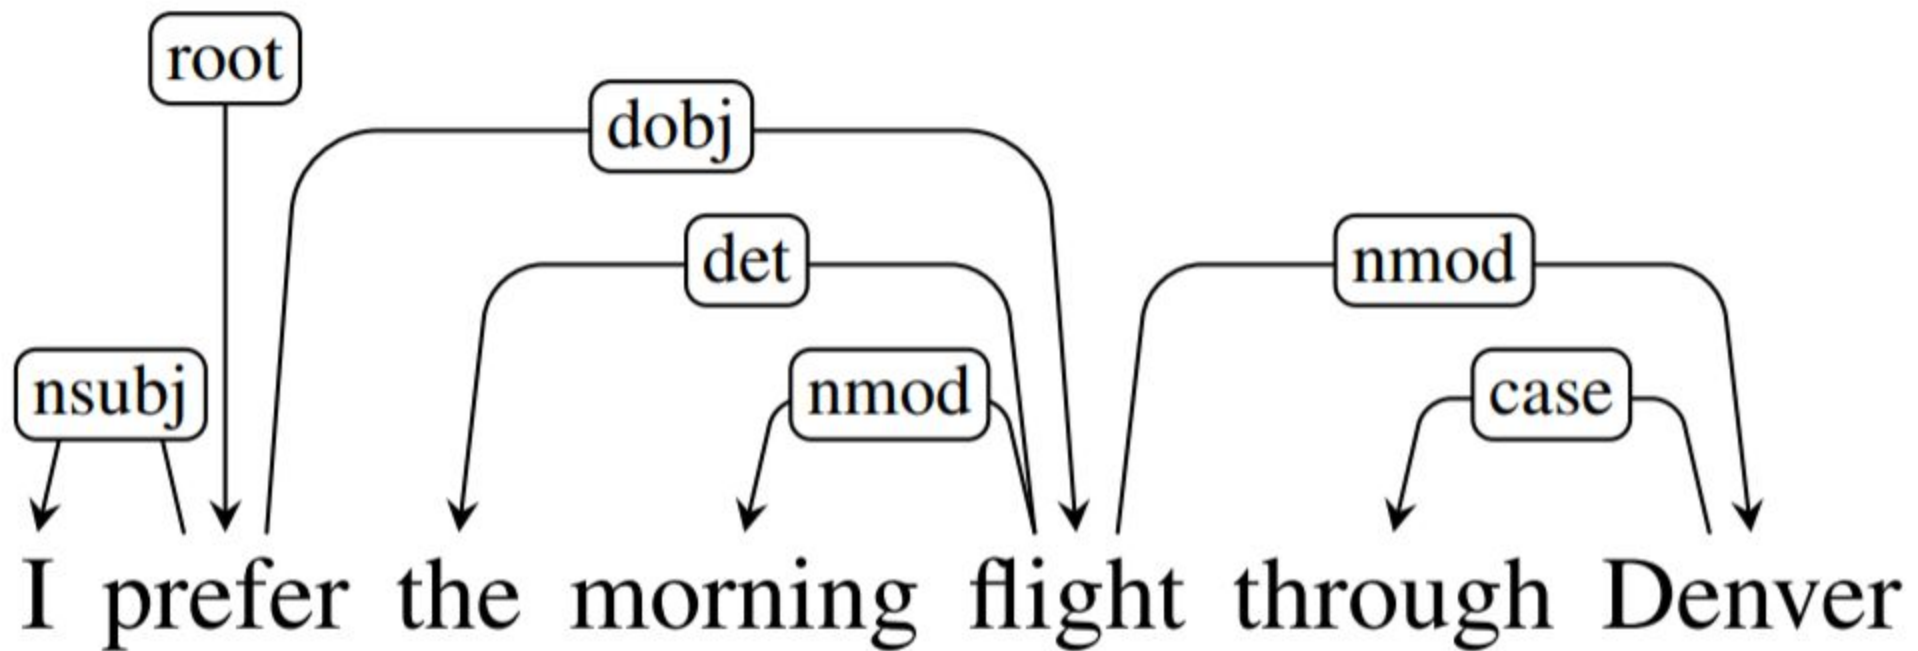 root
dobj
det
nmod
nsubj
nmod
case
I prefer the morning flight through Denver